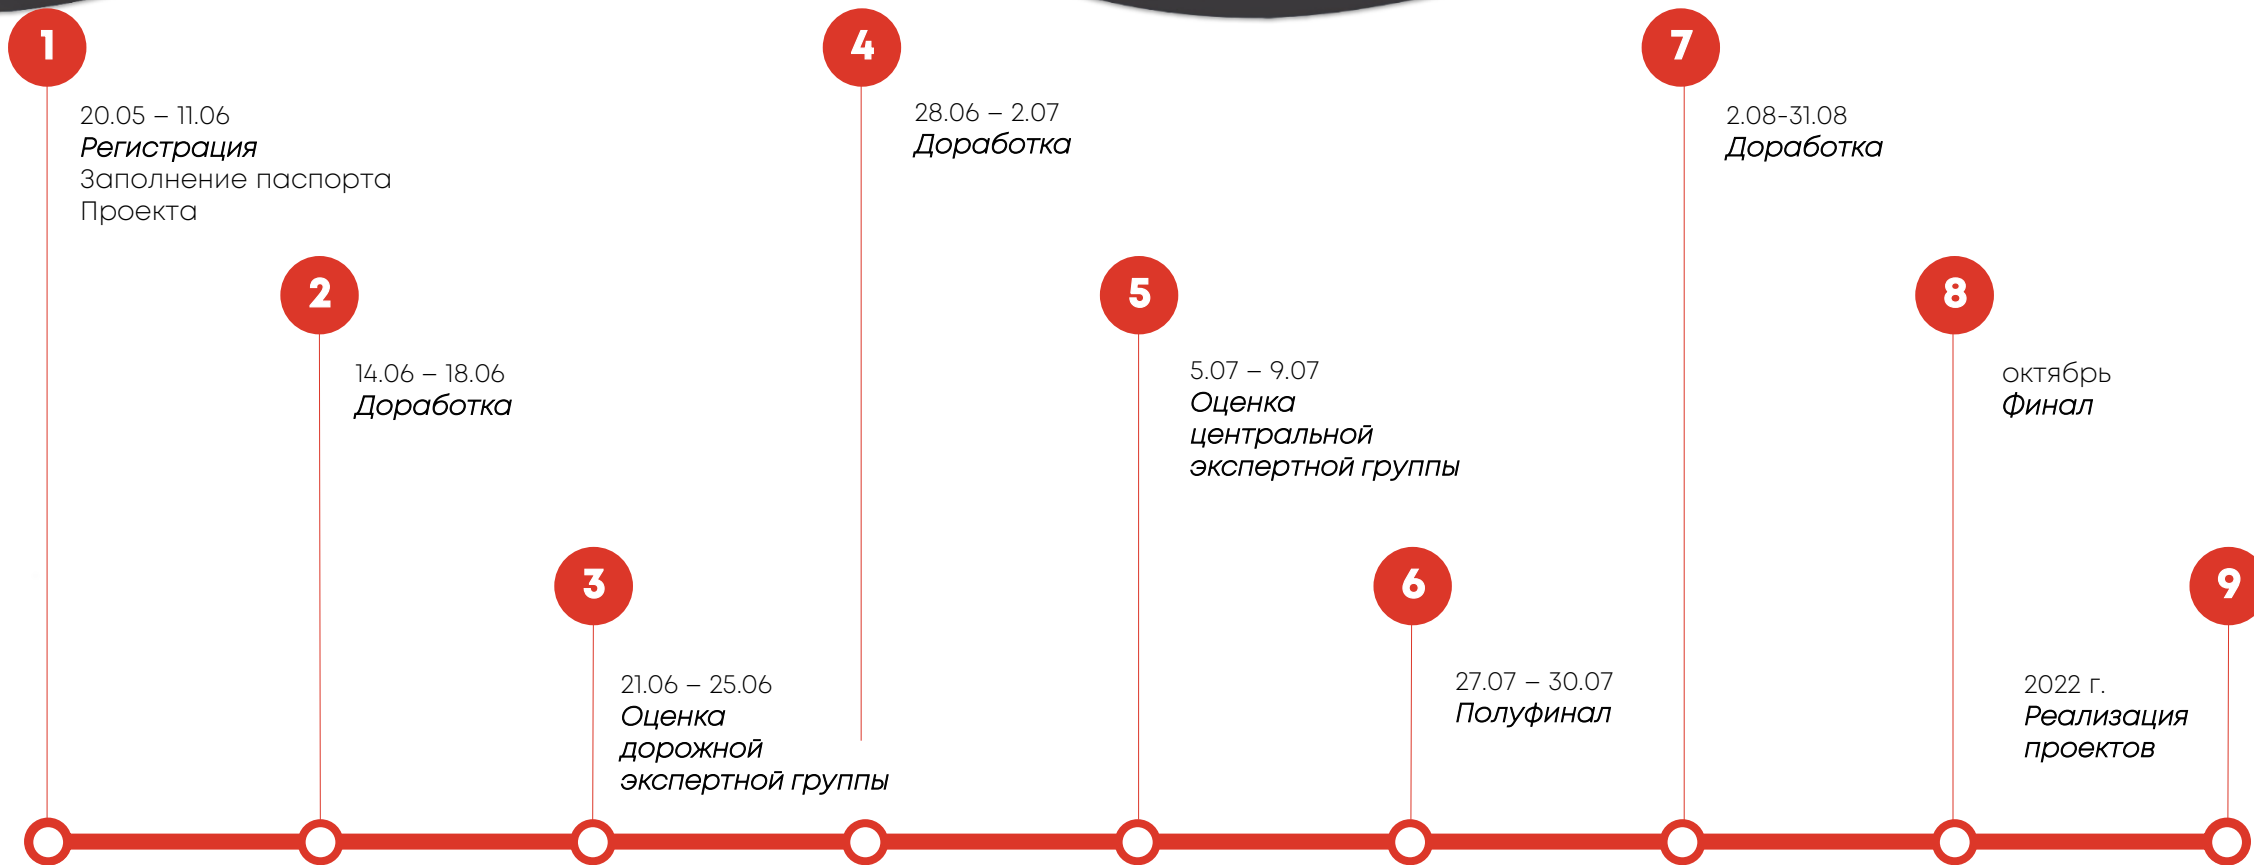 1
20.05 – 11.06
Регистрация
Заполнение паспорта
Проекта
2
14.06 – 18.06
Доработка
3
21.06 – 25.06
Оценка
дорожной
экспертной группы
4
28.06 – 2.07
Доработка
5
5.07 – 9.07
Оценка
центральной
экспертной группы
6
27.07 – 30.07
Полуфинал
7
2.08-31.08
Доработка
8
октябрь
Финал
9
2022 г.
Реализация
проектов